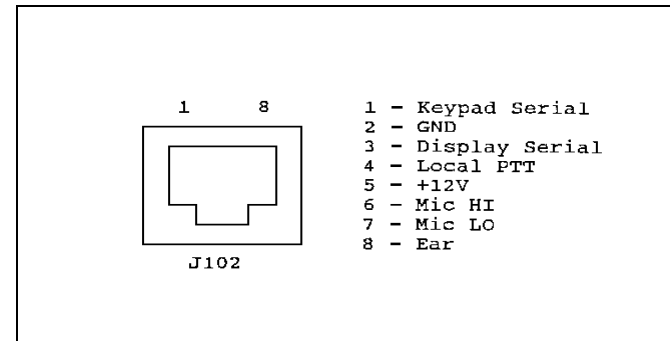 1 8
J102
1 - Keypad Serial
2 - GND
3 - Display Serial
4 - Local PTT
5 - +12V
6 - Mic HI
7 - Mic LO
8 - Ear